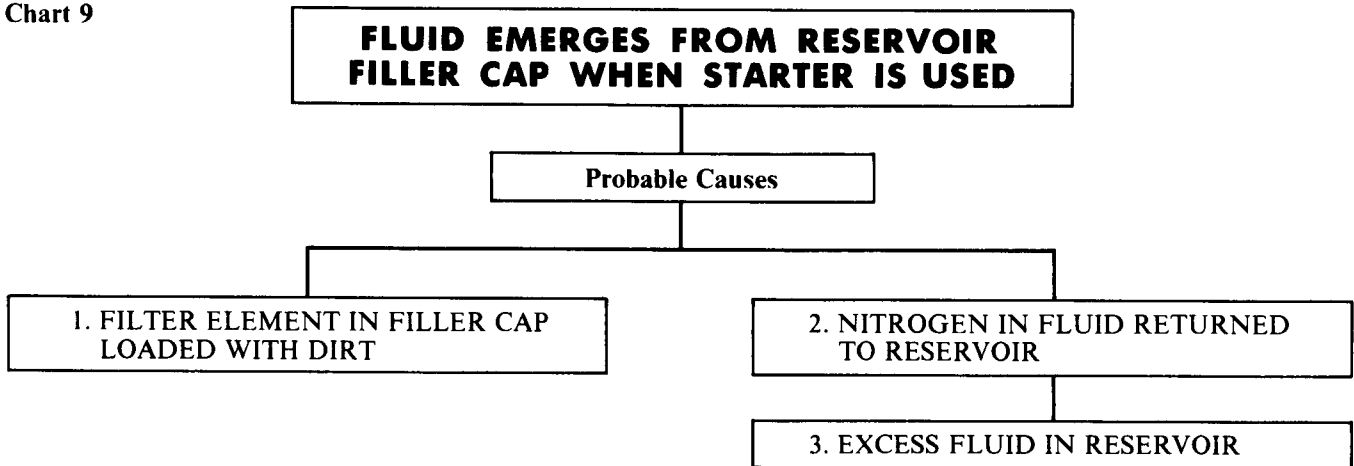 Chart 9
FLUID EMERGES FROM RESERVOIR
FILLER CAP WHEN STARTER IS USED
Probable Causes
1. FILTER ELEMENT IN FILLER CAP
LOADED WITH DIRT
2. NITROGEN IN FLUID RETURNED
TO RESERVOIR
3. EXCESS FLUID IN RESERVOIR